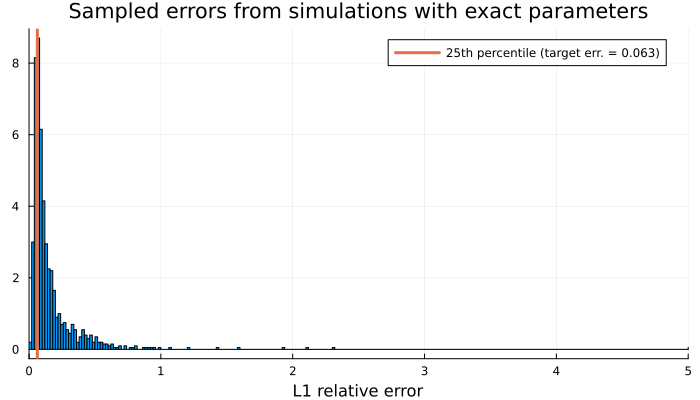 Sampled errors from simulations with exact parameters
25th percentile (target err. = 0.063)
8
6
4
2
0
0 1 2 3 4 5
L1 relative error